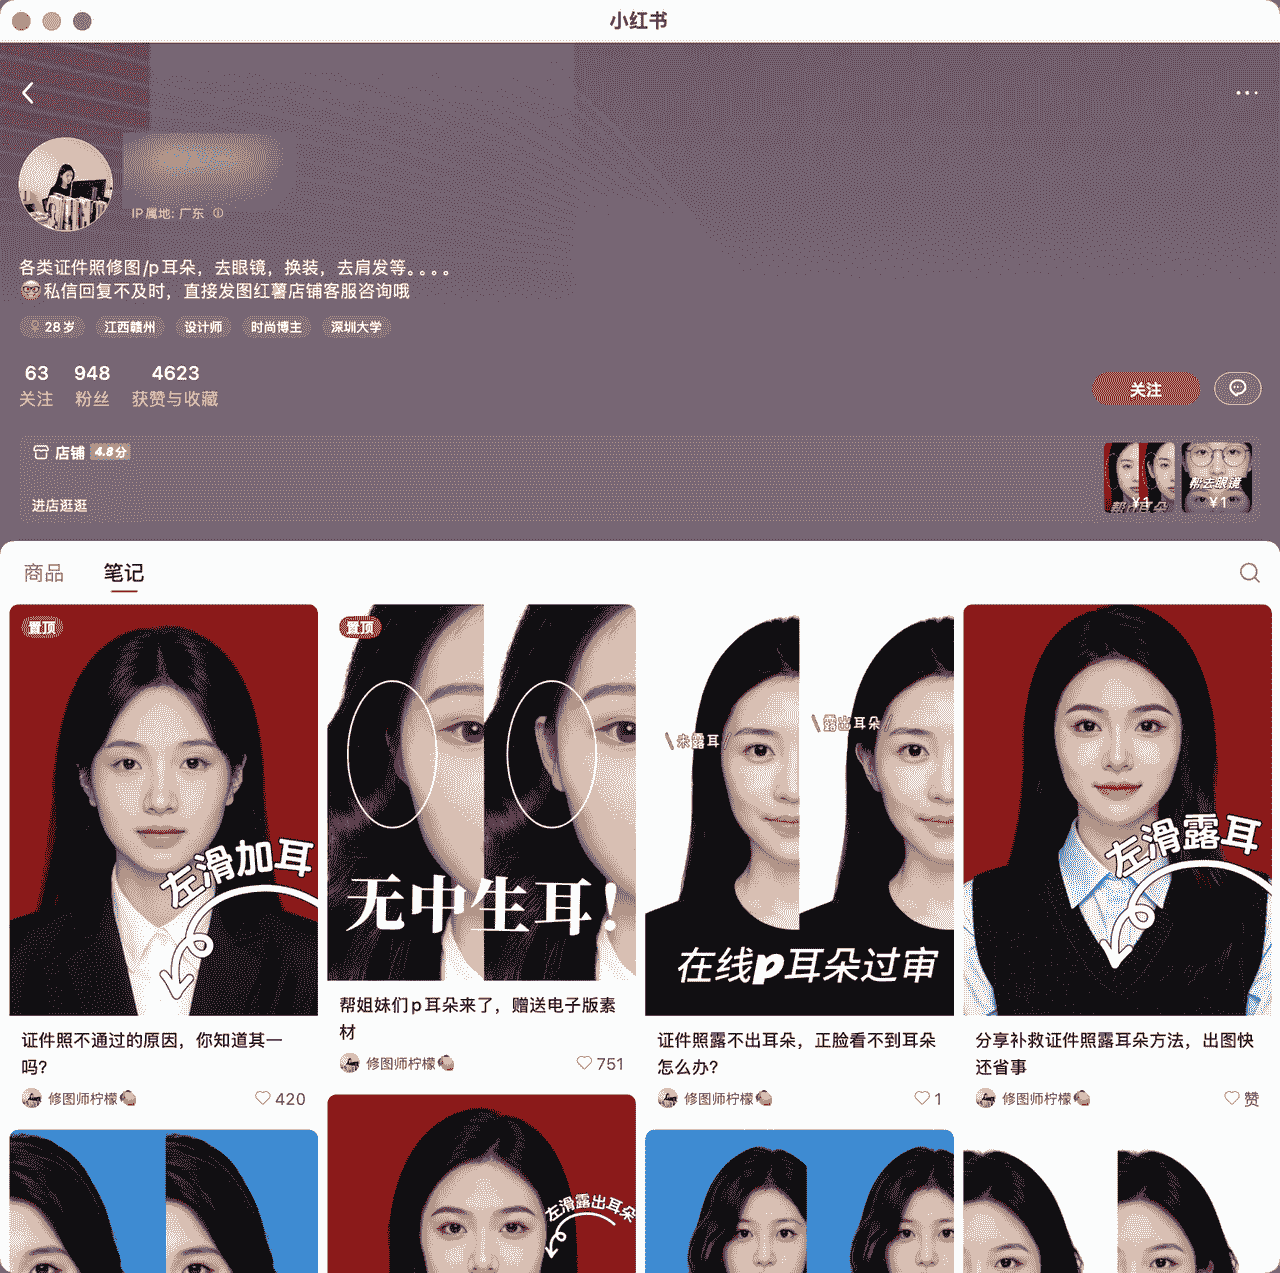 小红书
IP属地: 广东
各类证件照修图/p耳朵，去眼镜，换装，去肩发等。。。。
私信回复不及时，直接发图红薯店铺客服咨询哦
28岁
江西赣州
设计师
时尚博主
深圳大学
63 关注
948 粉丝
4623 获赞与收藏
关注
店铺 4.8分
进店逛逛
¥1
帮去眼镜
¥1
商品
笔记
置顶
左滑加耳
证件照不通过的原因，你知道其一
吗？
修图师柠檬
420
置顶
无中生耳！
帮姐妹们p耳朵来了，赠送电子版素
材
修图师柠檬
751
未露耳
露出耳朵
在线p耳朵过审
证件照露不出耳朵，正脸看不到耳朵
怎么办？
修图师柠檬
1
左滑露耳
分享补救证件照露耳朵方法，出图快
还省事
修图师柠檬
赞
左滑露出耳朵